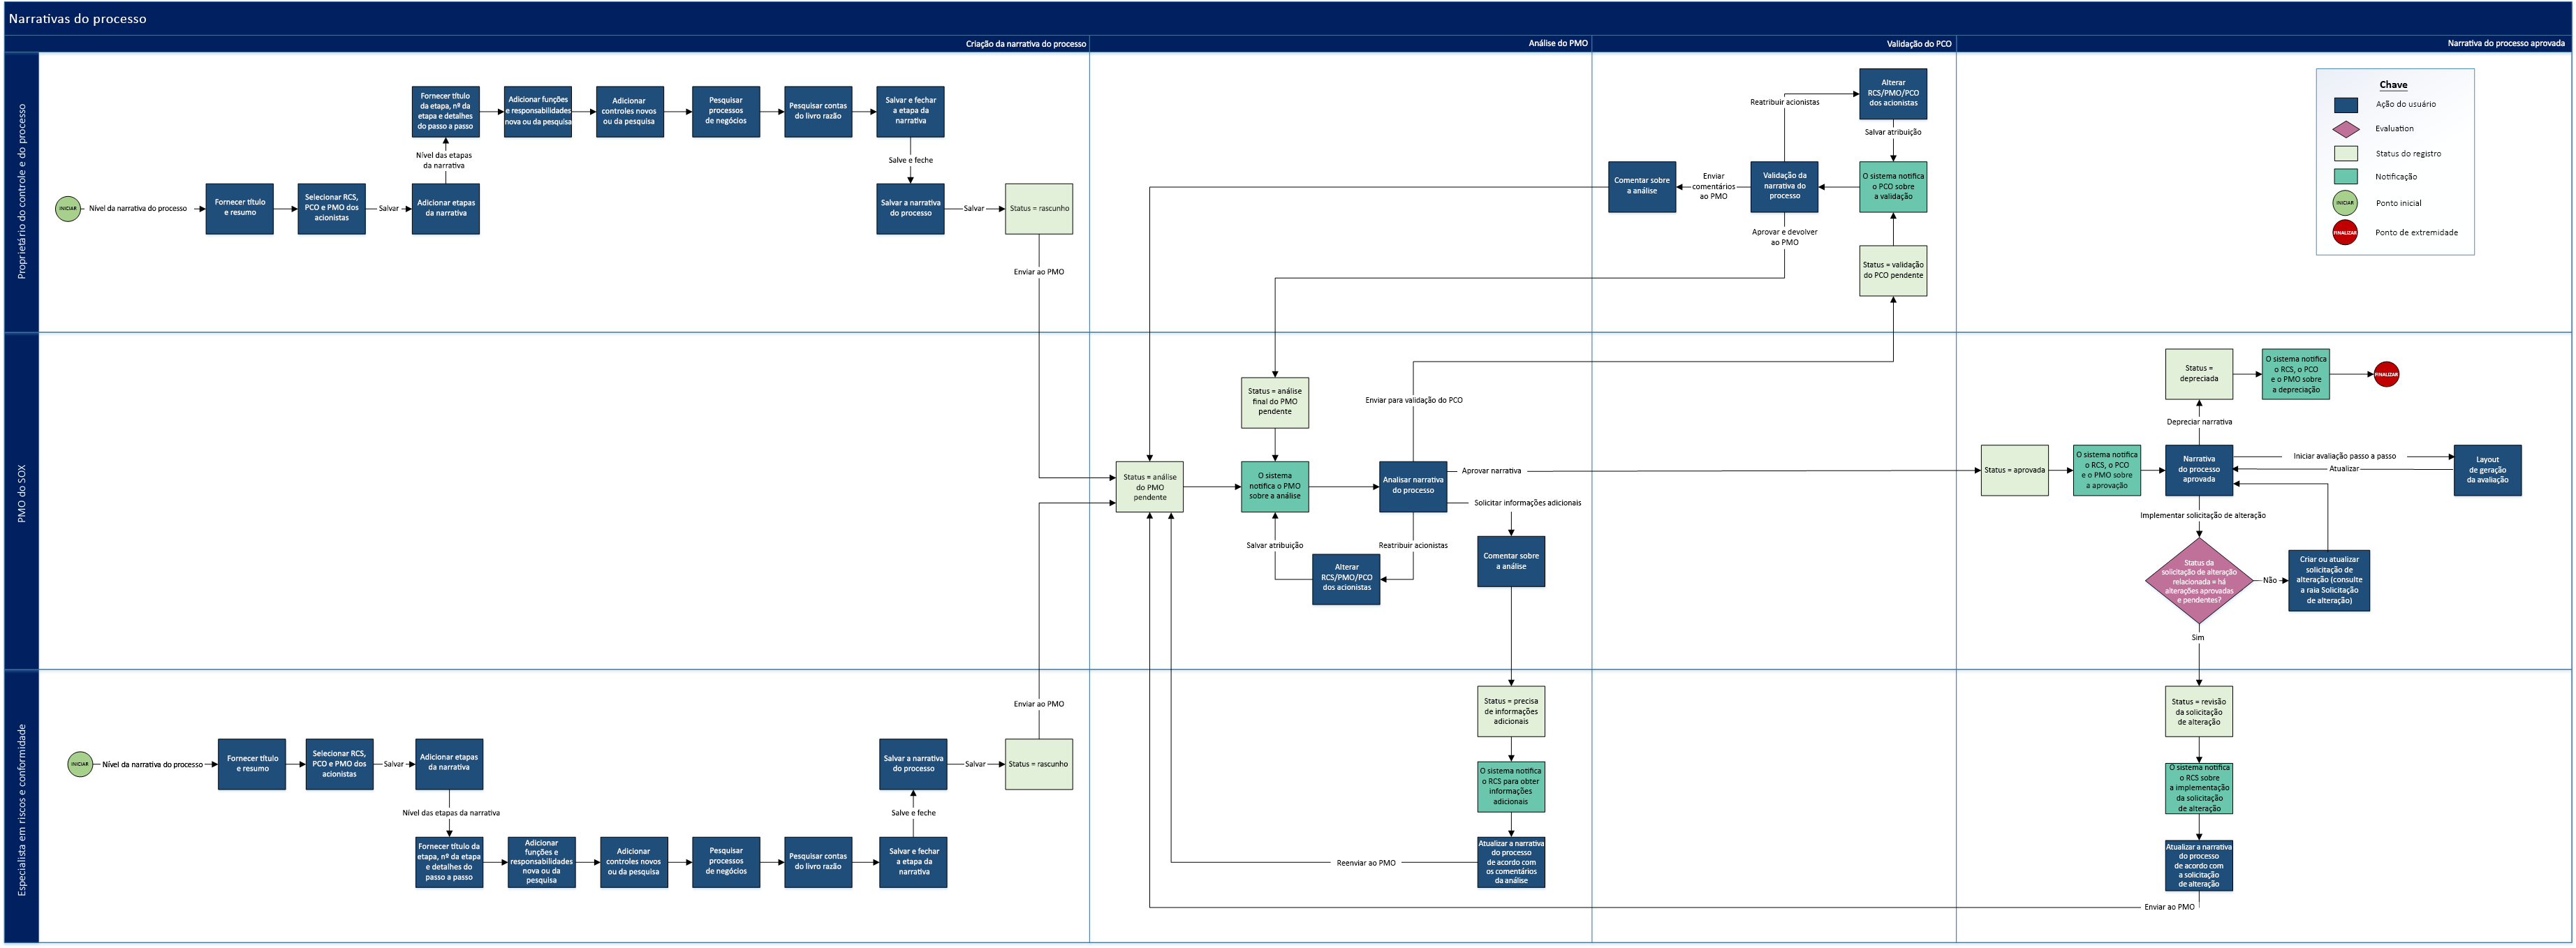 Narrativas do processo
Criação da narrativa do processo
Análise do PMO
Validação do PCO
Narrativa do processo aprovada
Proprietário do controle e do processo
INICIAR
Nível da narrativa do processo
Fornecer título
e resumo
Selecionar RCS,
PCO e PMO dos
acionistas
Salvar
Adicionar etapas
da narrativa
Nível das etapas
da narrativa
Fornecer título
da etapa, nº da
etapa e detalhes
do passo a passo
Adicionar funções
e responsabilidades
nova ou da pesquisa
Adicionar
controles novos
ou da pesquisa
Pesquisar
processos
de negócios
Pesquisar contas
do livro razão
Salvar e fechar
a etapa da
narrativa
Salve e feche
Salvar a narrativa
do processo
Salvar
Status = rascunho
Enviar ao PMO
Comentar sobre
a análise
Enviar
comentários
ao PMO
Validação da
narrativa do
processo
Reatribuir acionistas
Alterar
RCS/PMO/PCO
dos acionistas
Salvar atribuição
O sistema notifica
o PCO sobre
a validação
Aprovar e devolver
ao PMO
Status = validação
do PCO pendente
Chave
Ação do usuário
Evaluation
Status do registro
Notificação
INICIAR
Ponto inicial
FINALIZAR
Ponto de extremidade
PMO do SOX
Status = análise
do PMO
pendente
Status = análise
final do PMO
pendente
O sistema
notifica o PMO
sobre a análise
Enviar para validação do PCO
Analisar narrativa
do processo
Aprovar narrativa
Solicitar informações adicionais
Salvar atribuição
Alterar
RCS/PMO/PCO
dos acionistas
Reatribuir acionistas
Comentar sobre
a análise
Status = aprovada
O sistema notifica
o RCS, o PCO
e o PMO sobre
a aprovação
Narrativa
do processo
aprovada
Depreciar narrativa
Status =
depreciada
O sistema notifica
o RCS, o PCO
e o PMO sobre
a depreciação
FINALIZAR
Iniciar avaliação passo a passo
Atualizar
Layout
de geração
da avaliação
Implementar solicitação de alteração
Status da
solicitação de alteração
relacionada = há
alterações aprovadas
e pendentes?
Não
Criar ou atualizar
solicitação de
alteração (consulte
a raia Solicitação
de alteração)
Sim
Especialista em riscos e conformidade
INICIAR
Nível da narrativa do processo
Fornecer título
e resumo
Selecionar RCS,
PCO e PMO dos
acionistas
Salvar
Adicionar etapas
da narrativa
Nível das etapas da narrativa
Fornecer título da
etapa, nº da etapa
e detalhes do
passo a passo
Adicionar
funções e
responsabilidades
nova ou da
pesquisa
Adicionar
controles novos
ou da pesquisa
Pesquisar
processos
de negócios
Pesquisar contas
do livro razão
Salvar e fechar
a etapa da
narrativa
Salve e feche
Salvar a narrativa
do processo
Salvar
Status = rascunho
Enviar ao PMO
Status = precisa
de informações
adicionais
O sistema notifica
o RCS para obter
informações
adicionais
Atualizar a narrativa
do processo
de acordo com
os comentários
da análise
Reenviar ao PMO
Status = revisão
da solicitação
de alteração
O sistema notifica
o RCS sobre
a implementação
da solicitação
de alteração
Atualizar a narrativa
do processo
de acordo com
a solicitação
de alteração
Enviar ao PMO